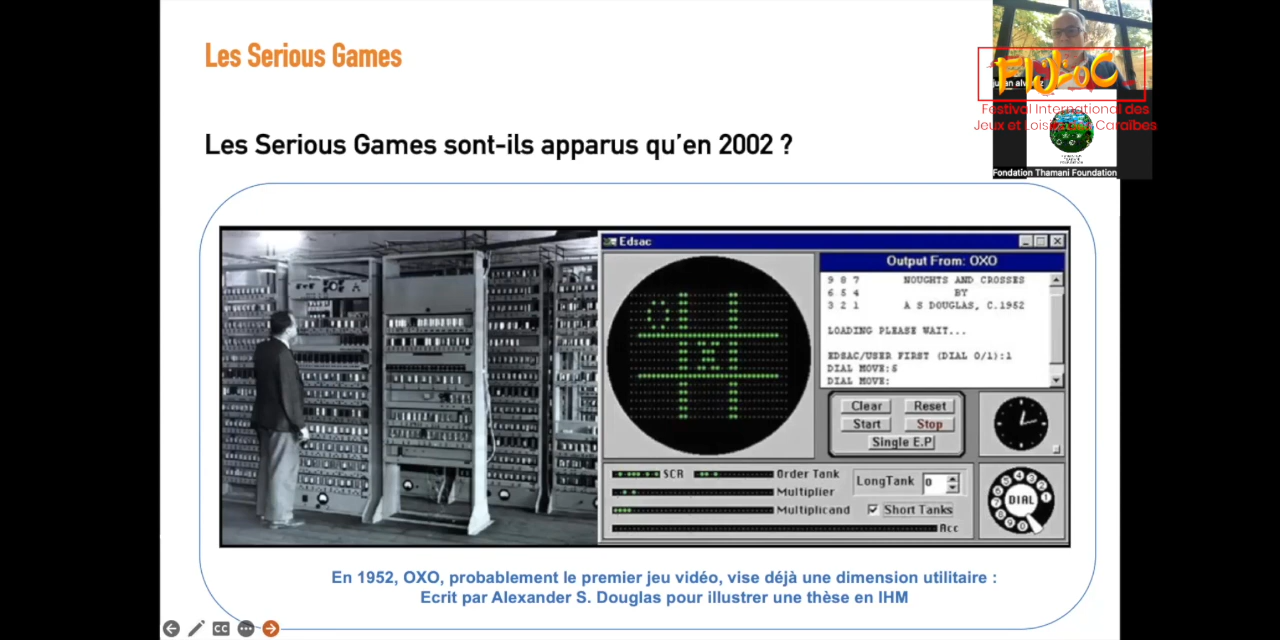 Les Serious Games
FIJLOC
Festival International des
Jeux et Loisirs des Caraïbes
Fondation Thamani Foundation
Les Serious Games sont-ils apparus qu’en 2002 ?
Edsac
Output From: OXO
9 8 7 NOUGHTS AND CROSSES
6 5 4 BY
3 2 1 A S DOUGLAS, C.1952
LOADING PLEASE WAIT...
EDSAC/USER FIRST (DIAL 0/1):1
DIAL MOVE:5
DIAL MOVE:
Clear Reset
Start Stop
Single E.P
SCR Order Tank
Multiplier
Multiplicand
Acc
LongTank 0
Short Tanks
DIAL
En 1952, OXO, probablement le premier jeu vidéo, vise déjà une dimension utilitaire :
Ecrit par Alexander S. Douglas pour illustrer une thèse en IHM
CC